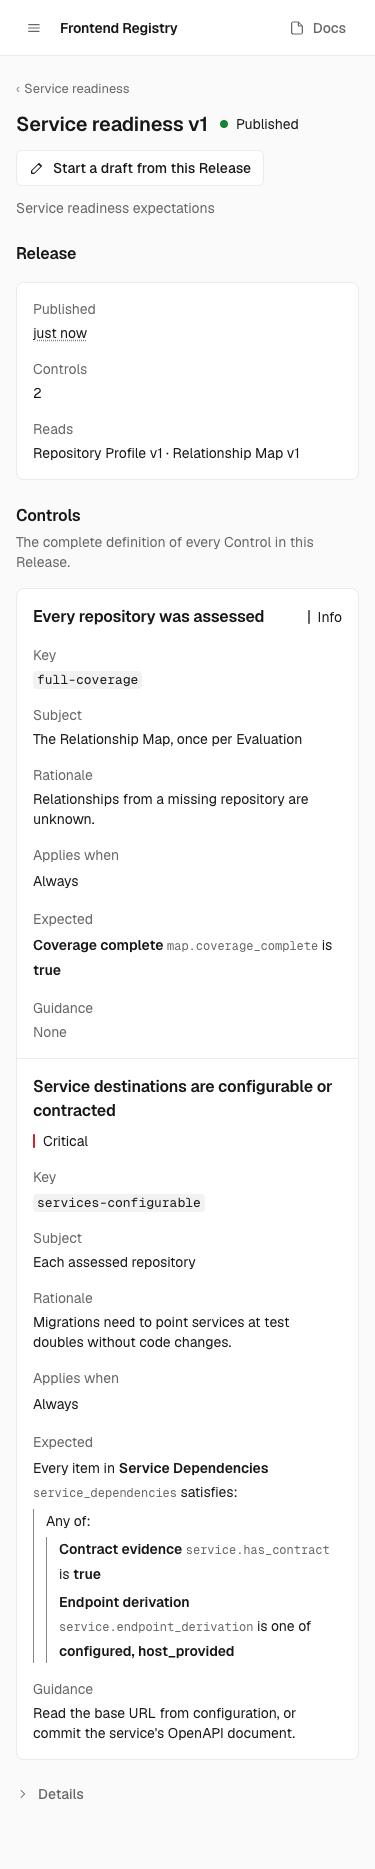 Frontend Registry
Docs
‹ Service readiness
Service readiness v1
Published
Start a draft from this Release
Service readiness expectations
Release
Published
just now
Controls
2
Reads
Repository Profile v1 · Relationship Map v1
Controls
The complete definition of every Control in this
Release.
Every repository was assessed
Info
Key
full-coverage
Subject
The Relationship Map, once per Evaluation
Rationale
Relationships from a missing repository are
unknown.
Applies when
Always
Expected
Coverage complete map.coverage_complete is
true
Guidance
None
Service destinations are configurable or
contracted
Critical
Key
services-configurable
Subject
Each assessed repository
Rationale
Migrations need to point services at test
doubles without code changes.
Applies when
Always
Expected
Every item in Service Dependencies
service_dependencies satisfies:
Any of:
Contract evidence service.has_contract
is true
Endpoint derivation
service.endpoint_derivation is one of
configured, host_provided
Guidance
Read the base URL from configuration, or
commit the service's OpenAPI document.
Details